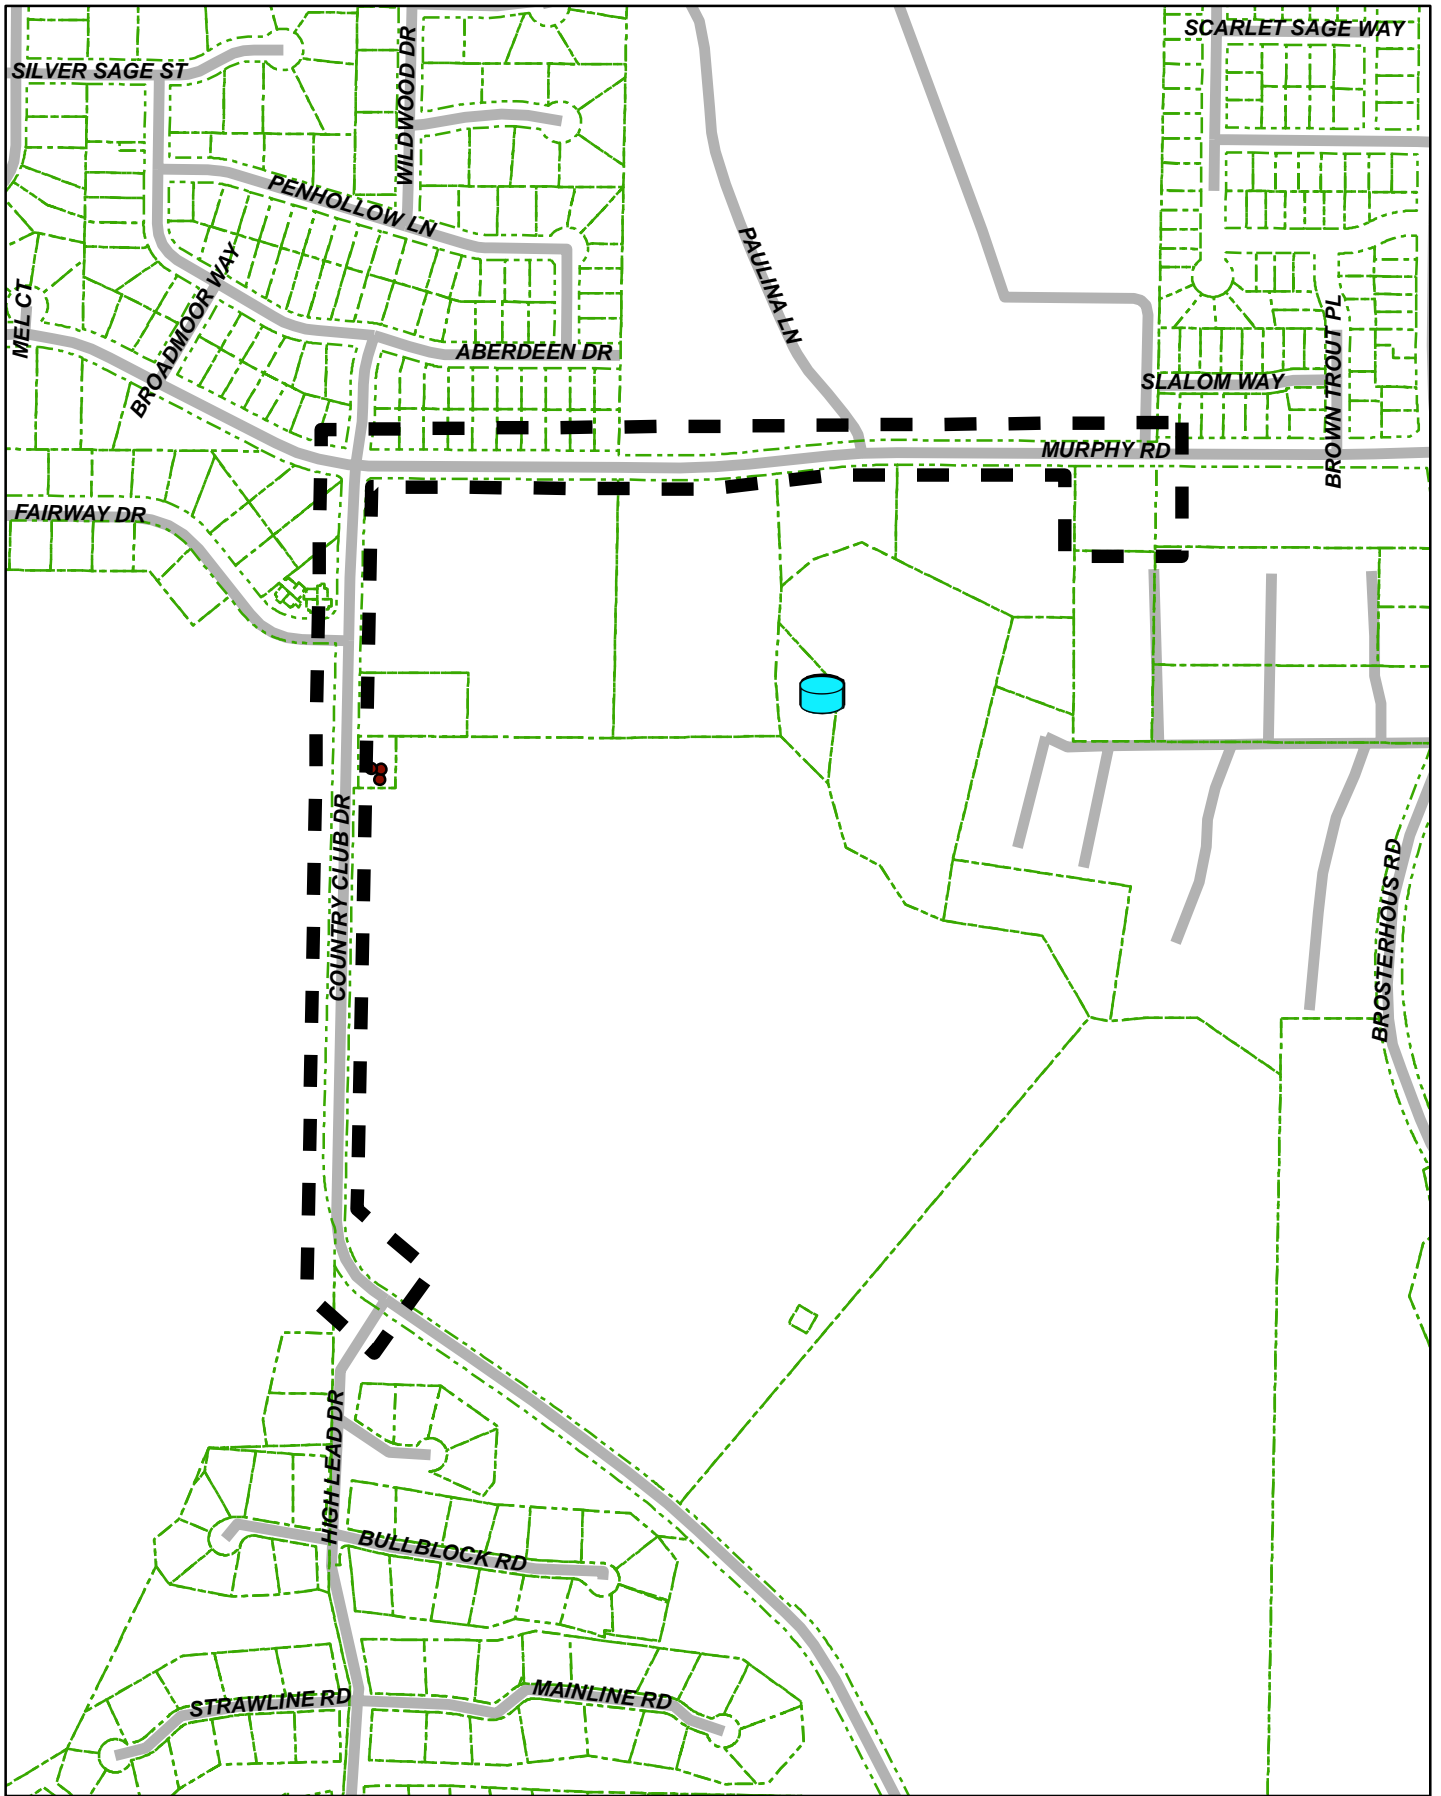 SCARLET SAGE WAY
SILVER SAGE ST
WILDWOOD DR
PENHOLLOW LN
PAULINA LN
BROADMOOR WAY
MEL CT
ABERDEEN DR
SLALOM WAY
BROWN TROUT PL
MURPHY RD
FAIRWAY DR
COUNTRY CLUB DR
BROSTERHOUS RD
HIGH LEAD DR
BULLBLOCK RD
STRAWLINE RD
MAINLINE RD